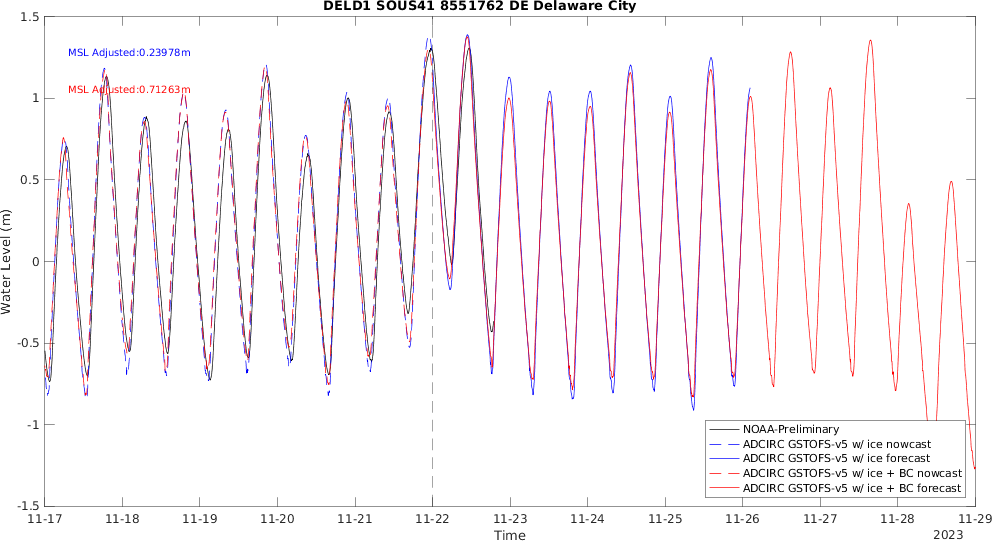 DELD1 SOUS41 8551762 DE Delaware City
1.5
MSL Adjusted:0.23978m
MSL Adjusted:0.71263m
1
0.5
0
-0.5
-1
-1.5
Water Level (m)
NOAA-Preliminary
ADCIRC GSTOFS-v5 w/ ice nowcast
ADCIRC GSTOFS-v5 w/ ice forecast
ADCIRC GSTOFS-v5 w/ ice + BC nowcast
ADCIRC GSTOFS-v5 w/ ice + BC forecast
11-17 11-18 11-19 11-20 11-21 11-22 11-23 11-24 11-25 11-26 11-27 11-28 11-29
Time 2023